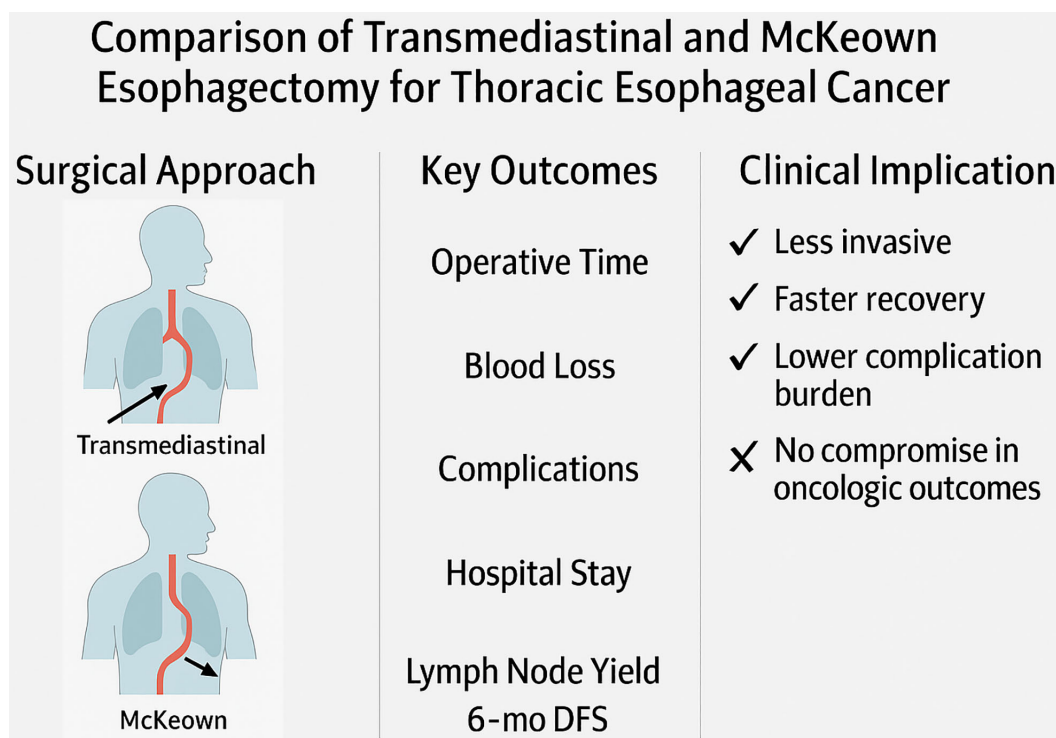 Comparison of Transmediastinal and McKeown
Esophagectomy for Thoracic Esophageal Cancer
Surgical Approach
Transmediastinal
McKeown
Key Outcomes
Operative Time
Blood Loss
Complications
Hospital Stay
Lymph Node Yield
6-mo DFS
Clinical Implication
✓ Less invasive
✓ Faster recovery
✓ Lower complication
burden
✗ No compromise in
oncologic outcomes